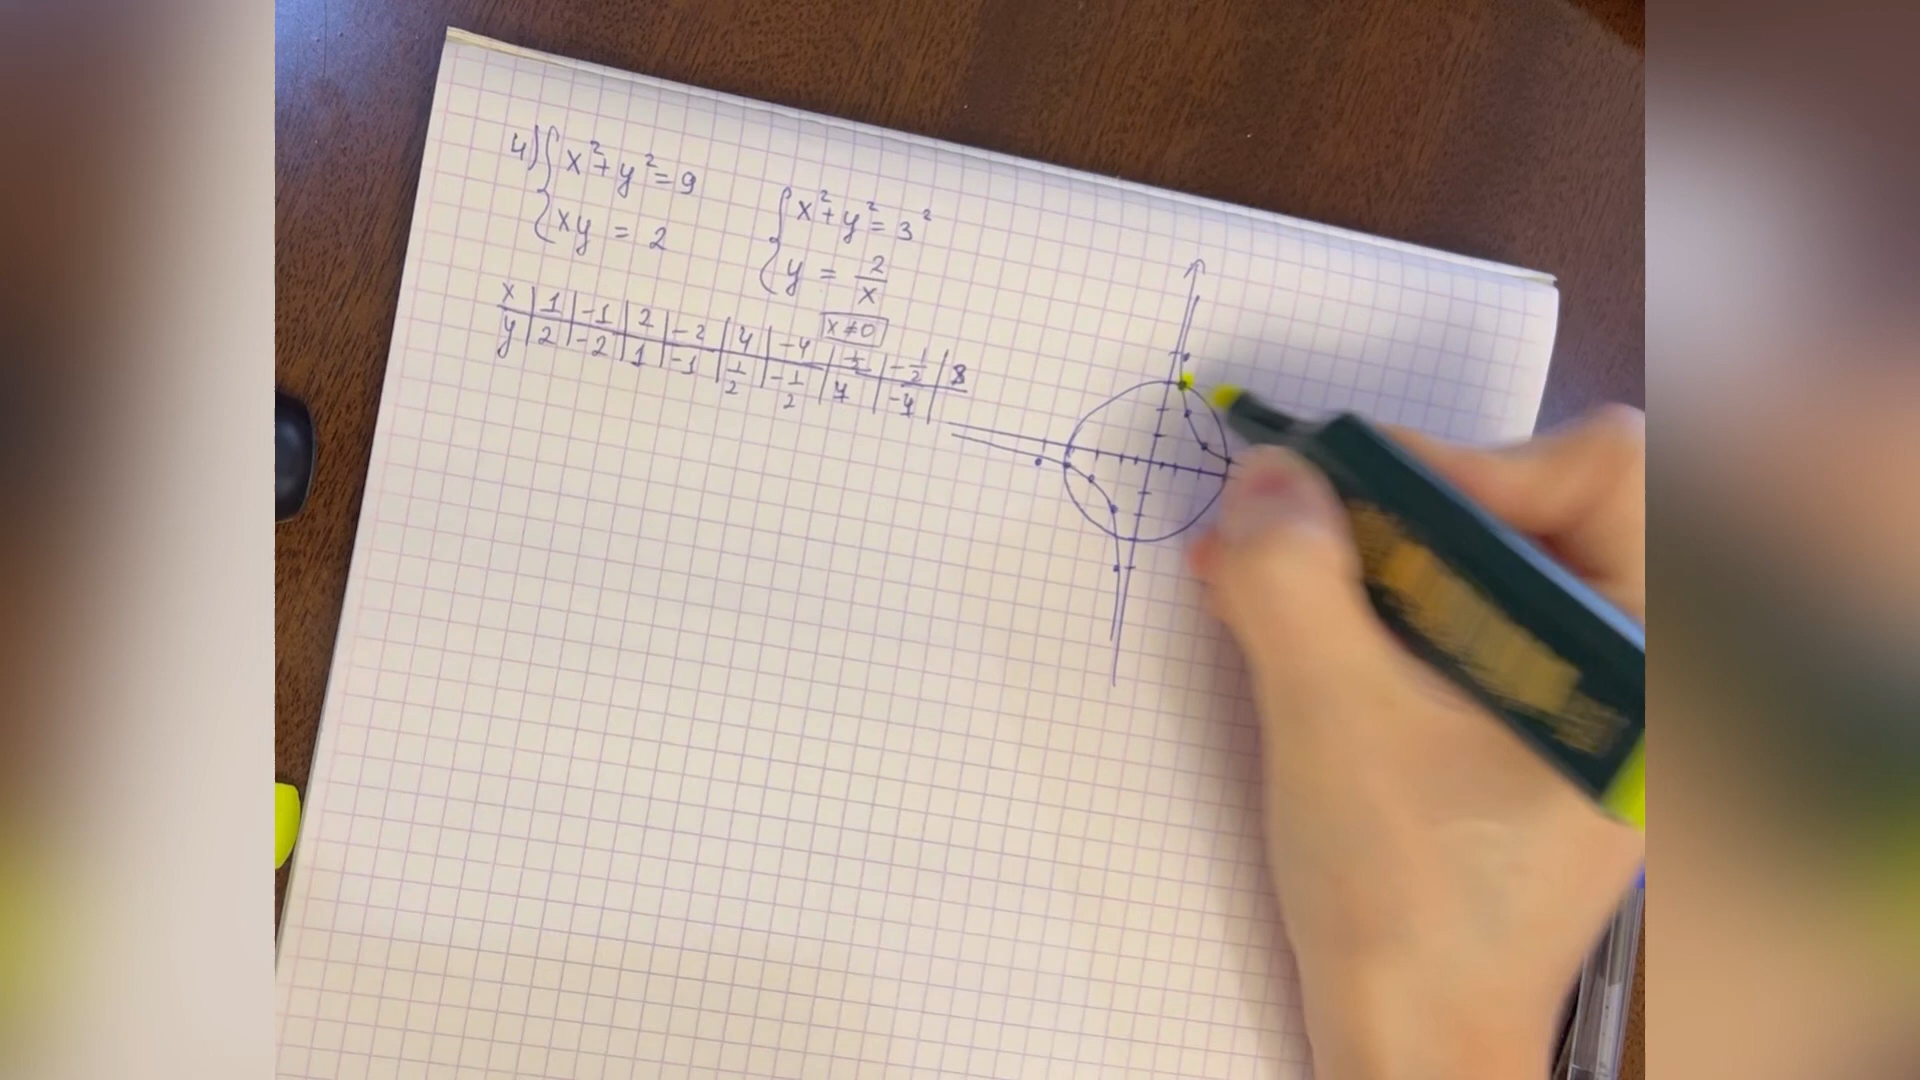 4) { x² + y² = 9
xy = 2
{ x² + y² = 3²
y = 2/x
x ≠ 0
x | 1 | -1 | 2 | -2 | 4 | -4 | 1/2 | -1/2 | 8
y | 2 | -2 | 1 | -1 | 1/2 | -1/2 | 4 | -4 |